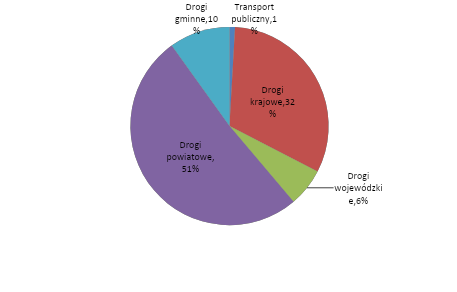 Drogi
gminne,10
%
Transport
publiczny,1
%
Drogi
krajowe,32
%
Drogi
wojewódzki
e,6%
Drogi
powiatowe,
51%